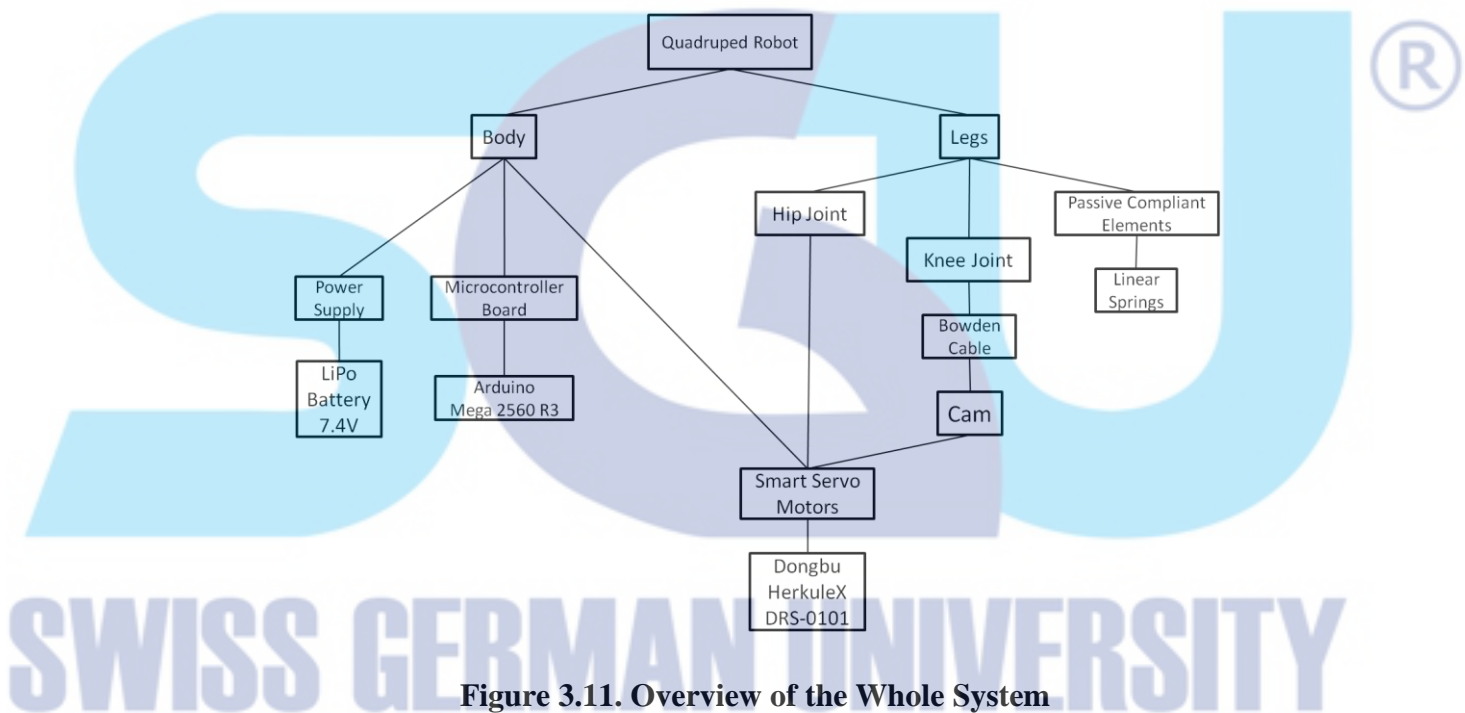 Quadruped Robot
®
Body
Legs
Hip Joint
Passive Compliant
Elements
Knee Joint
Power
Supply
Microcontroller
Board
Linear
Springs
Bowden
Cable
LiPo
Battery
7.4V
Arduino
Mega 2560 R3
Cam
Smart Servo
Motors
Dongbu
HerkuleX
DRS-0101
SGU
SWISS GERMAN UNIVERSITY
Figure 3.11. Overview of the Whole System